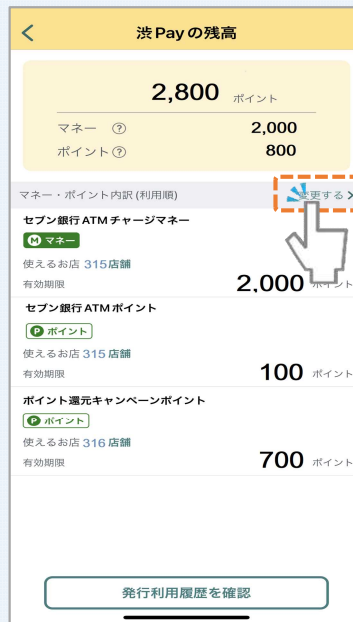 渋Payの残高
2,800 ポイント
マネー ? 2,000
ポイント ? 800
マネー・ポイント内訳(利用順) 変更する >
セブン銀行ATMチャージマネー
M マネー
使えるお店 315店舗
有効期限 2,000 ポイント
セブン銀行ATMポイント
P ポイント
使えるお店 315店舗
有効期限 100 ポイント
ポイント還元キャンペーンポイント
P ポイント
使えるお店 316店舗
有効期限 700 ポイント
発行利用履歴を確認